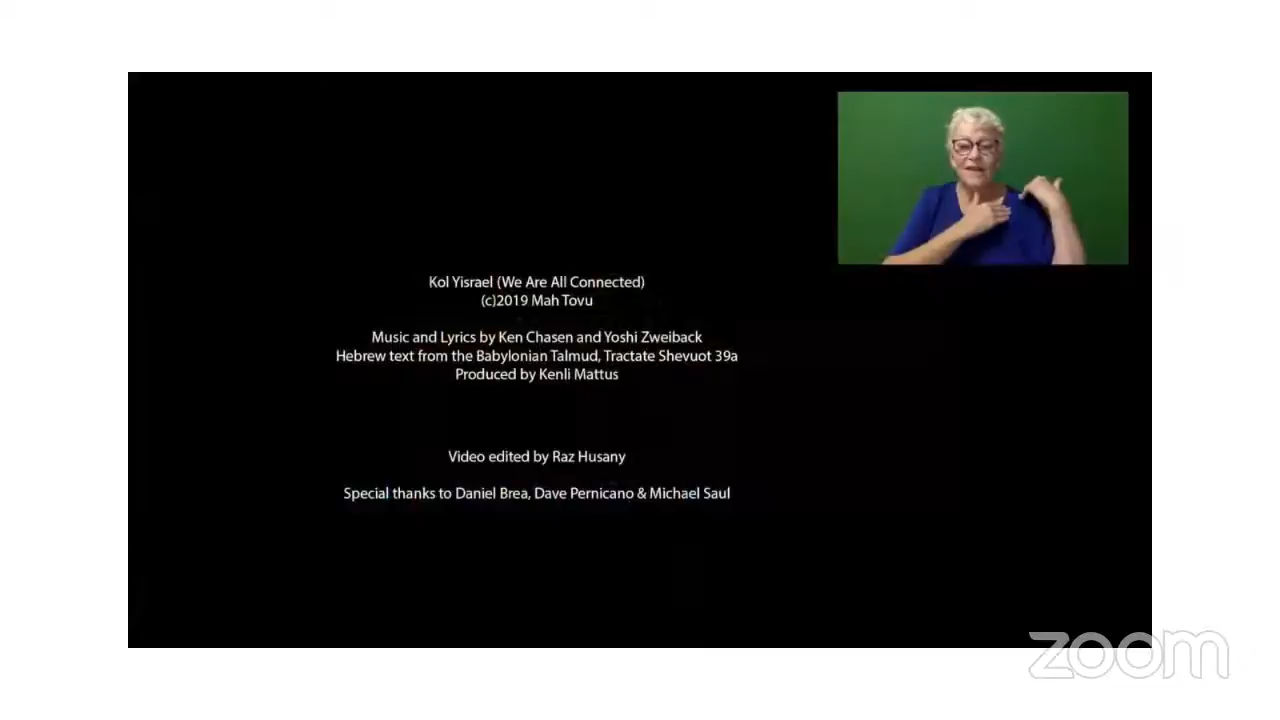 Kol Yisrael (We Are All Connected)
(c)2019 Mah Tovu
Music and Lyrics by Ken Chasen and Yoshi Zweiback
Hebrew text from the Babylonian Talmud, Tractate Shevuot 39a
Produced by Kenli Mattus
Video edited by Raz Husany
Special thanks to Daniel Brea, Dave Pernicano & Michael Saul
zoom